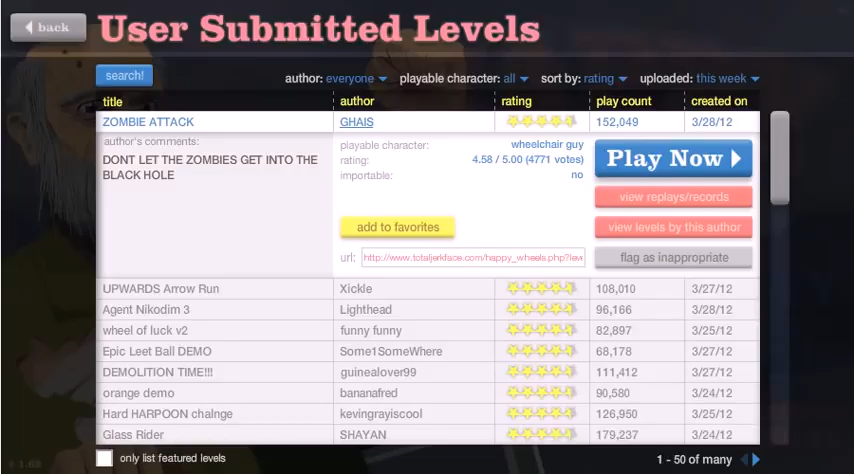 back
User Submitted Levels
search!
author: everyone playable character: all sort by: rating uploaded: this week
title author rating play count created on
ZOMBIE ATTACK GHAIS 152,049 3/28/12
author's comments:
DONT LET THE ZOMBIES GET INTO THE
BLACK HOLE
playable character: wheelchair guy
rating: 4.58 / 5.00 (4771 votes)
importable: no
Play Now
view replays/records
add to favorites
view levels by this author
url: http://www.totaljerkface.com/happy_wheels.php?leve
flag as inappropriate
UPWARDS Arrow Run Xickle 108,010 3/27/12
Agent Nikodim 3 Lighthead 96,166 3/28/12
wheel of luck v2 funny funny 82,897 3/25/12
Epic Leet Ball DEMO Some1SomeWhere 68,178 3/27/12
DEMOLITION TIME!!! guinealover99 111,412 3/27/12
orange demo bananafred 90,580 3/24/12
Hard HARPOON chalnge kevingrayiscool 126,950 3/25/12
Glass Rider SHAYAN 179,237 3/24/12
only list featured levels 1 - 50 of many